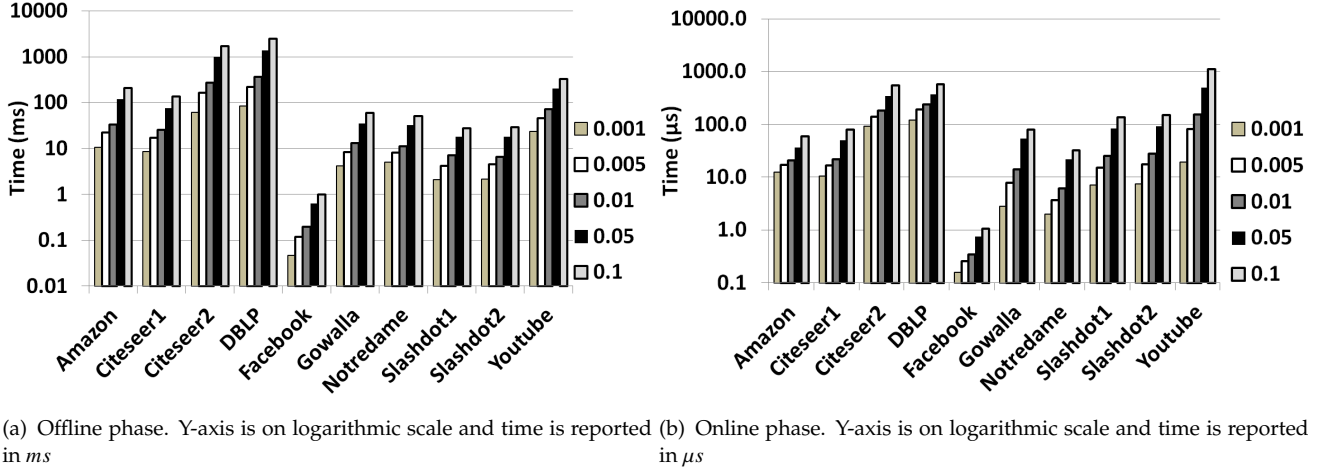 10000
1000
100
10
1
0.1
0.01
Time (ms)
Amazon
Citeseer1
Citeseer2
DBLP
Facebook
Gowalla
Notredame
Slashdot1
Slashdot2
Youtube
0.001
0.005
0.01
0.05
0.1
(a) Offline phase. Y-axis is on logarithmic scale and time is reported
in ms
10000.0
1000.0
100.0
10.0
1.0
0.1
Time (µs)
Amazon
Citeseer1
Citeseer2
DBLP
Facebook
Gowalla
Notredame
Slashdot1
Slashdot2
Youtube
0.001
0.005
0.01
0.05
0.1
(b) Online phase. Y-axis is on logarithmic scale and time is reported
in µs